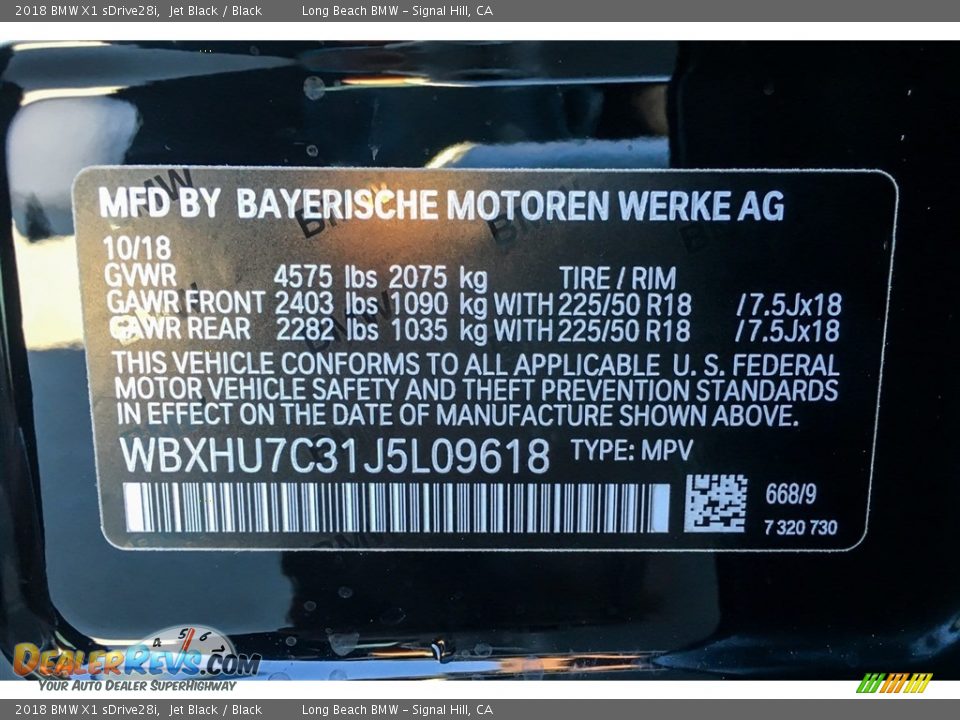 2018 BMW X1 sDrive28i, Jet Black / Black Long Beach BMW - Signal Hill, CA
MFD BY BAYERISCHE MOTOREN WERKE AG
10/18
GVWR 4575 lbs 2075 kg TIRE / RIM
GAWR FRONT 2403 lbs 1090 kg WITH 225/50 R18 /7.5Jx18
GAWR REAR 2282 lbs 1035 kg WITH 225/50 R18 /7.5Jx18
THIS VEHICLE CONFORMS TO ALL APPLICABLE U. S. FEDERAL
MOTOR VEHICLE SAFETY AND THEFT PREVENTION STANDARDS
IN EFFECT ON THE DATE OF MANUFACTURE SHOWN ABOVE.
WBXHU7C31J5L09618 TYPE: MPV
668/9
7 320 730
4 5 6 7
DealerRevs.com
Your Auto Dealer SuperHighway
2018 BMW X1 sDrive28i, Jet Black / Black Long Beach BMW - Signal Hill, CA